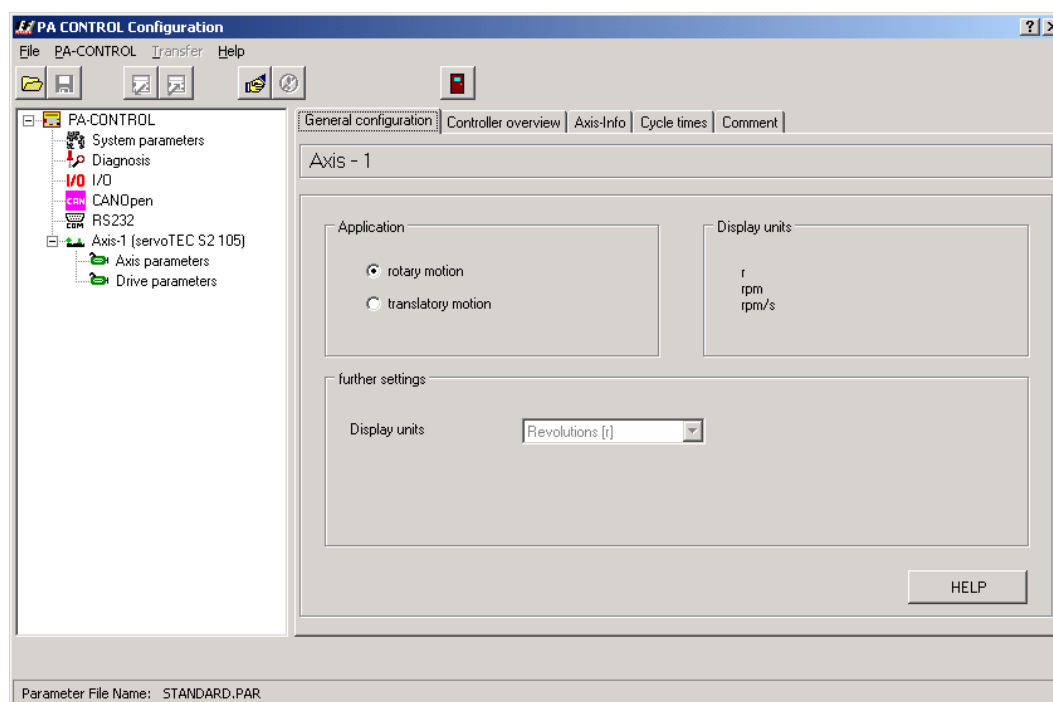 PA CONTROL Configuration
File PA-CONTROL Transfer Help
PA-CONTROL
System parameters
Diagnosis
I/O I/O
CAN CANOpen
COM RS232
Axis-1 (servoTEC S2 105)
Axis parameters
Drive parameters
General configuration Controller overview Axis-Info Cycle times Comment
Axis - 1
Application
rotary motion
translatory motion
Display units
r
rpm
rpm/s
further settings
Display units Revolutions [r]
HELP
Parameter File Name: STANDARD.PAR